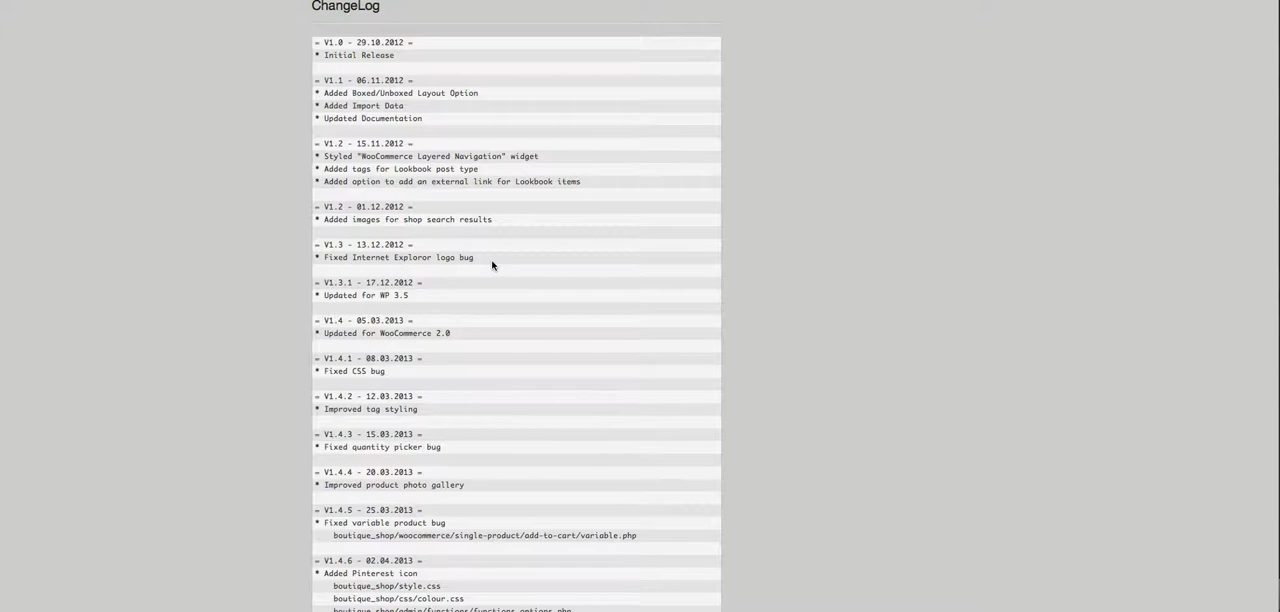 ChangeLog
= V1.0 - 29.10.2012 =
* Initial Release
= V1.1 - 06.11.2012 =
* Added Boxed/Unboxed Layout Option
* Added Import Data
* Updated Documentation
= V1.2 - 15.11.2012 =
* Styled "WooCommerce Layered Navigation" widget
* Added tags for Lookbook post type
* Added option to add an external link for Lookbook items
= V1.2 - 01.12.2012 =
* Added images for shop search results
= V1.3 - 13.12.2012 =
* Fixed Internet Exploror logo bug
= V1.3.1 - 17.12.2012 =
* Updated for WP 3.5
= V1.4 - 05.03.2013 =
* Updated for WooCommerce 2.0
= V1.4.1 - 08.03.2013 =
* Fixed CSS bug
= V1.4.2 - 12.03.2013 =
* Improved tag styling
= V1.4.3 - 15.03.2013 =
* Fixed quantity picker bug
= V1.4.4 - 20.03.2013 =
* Improved product photo gallery
= V1.4.5 - 25.03.2013 =
* Fixed variable product bug
boutique_shop/woocommerce/single-product/add-to-cart/variable.php
= V1.4.6 - 02.04.2013 =
* Added Pinterest icon
boutique_shop/style.css
boutique_shop/css/colour.css
boutique_shop/admin/functions/functions.options.php